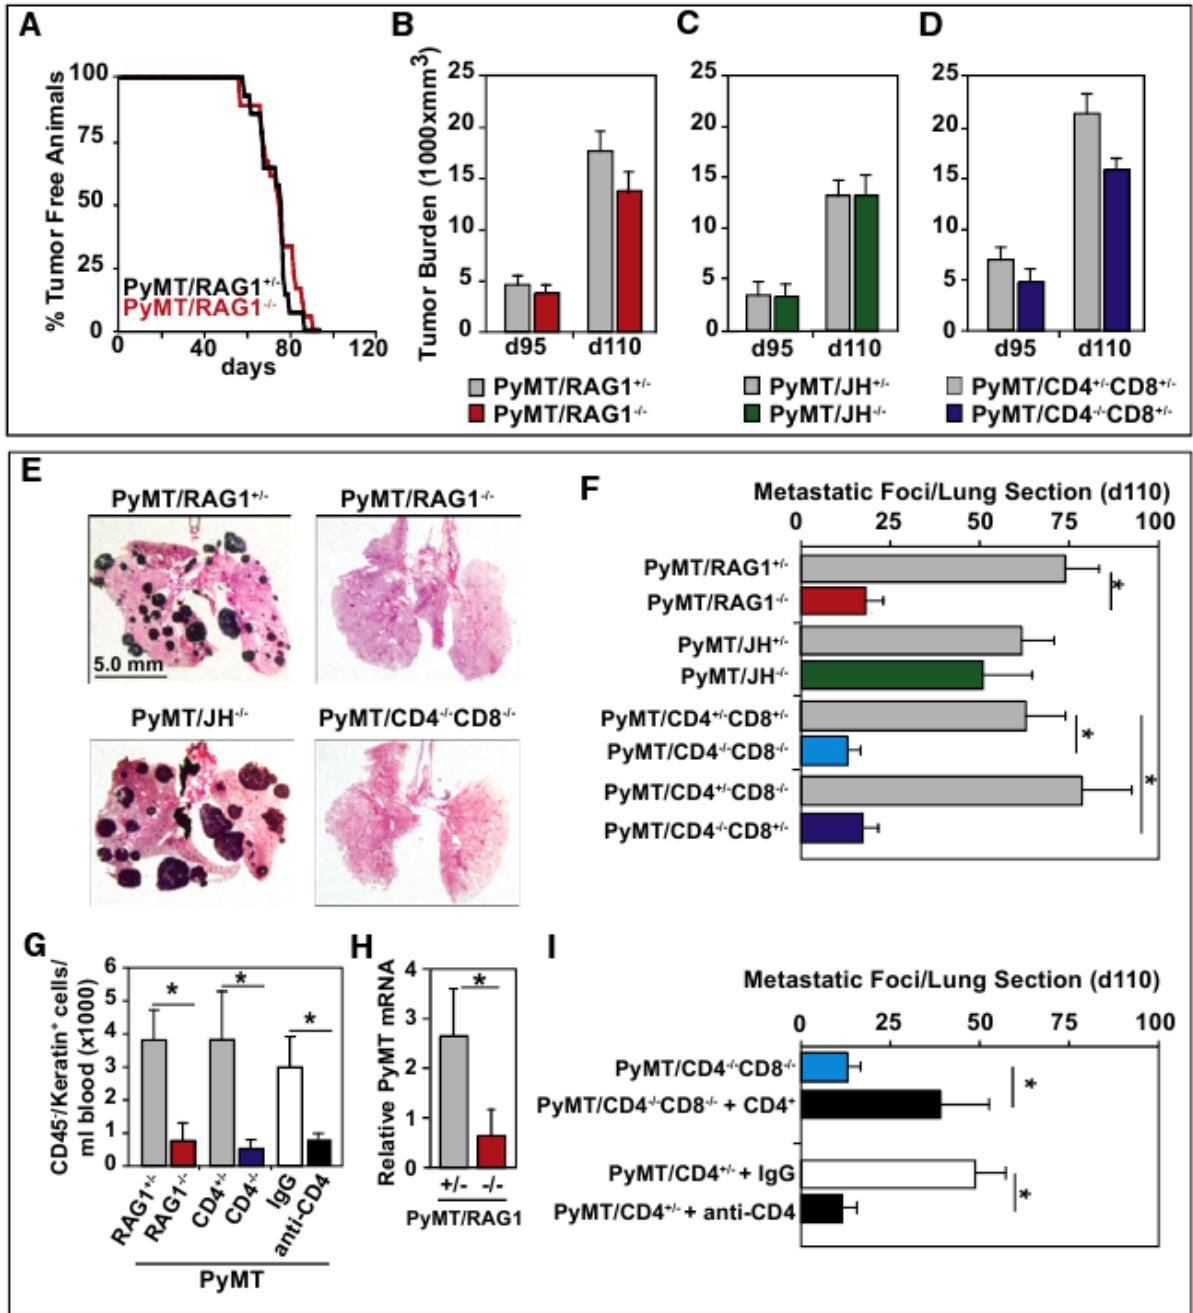 A
% Tumor Free Animals
100
75
50
25
0
PyMT/RAG1+/-
PyMT/RAG1-/-
0 40 80 120
days
B
Tumor Burden (1000xmm3)
25
20
15
10
5
0
d95 d110
PyMT/RAG1+/-
PyMT/RAG1-/-
C
25
20
15
10
5
0
d95 d110
PyMT/JH+/-
PyMT/JH-/-
D
25
20
15
10
5
0
d95 d110
PyMT/CD4+/-CD8+/-
PyMT/CD4-/-CD8+/-
E
PyMT/RAG1+/- PyMT/RAG1-/-
5.0 mm
PyMT/JH-/- PyMT/CD4-/-CD8-/-
F
Metastatic Foci/Lung Section (d110)
0 25 50 75 100
PyMT/RAG1+/-
*
PyMT/RAG1-/-
PyMT/JH+/-
PyMT/JH-/-
PyMT/CD4+/-CD8+/-
*
PyMT/CD4-/-CD8-/-
*
PyMT/CD4+/-CD8-/-
PyMT/CD4-/-CD8+/-
G
CD45-/Keratin+ cells/
ml blood (x1000)
6
5
4
3
2
1
0
* * *
RAG1+/-
RAG1-/-
CD4+/-
CD4-/-
IgG
anti-CD4
PyMT
H
Relative PyMT mRNA
4
3
2
1
0
*
+/- -/-
PyMT/RAG1
I
Metastatic Foci/Lung Section (d110)
0 25 50 75 100
PyMT/CD4-/-CD8-/-
*
PyMT/CD4-/-CD8-/- + CD4+
PyMT/CD4+/- + IgG
*
PyMT/CD4+/- + anti-CD4